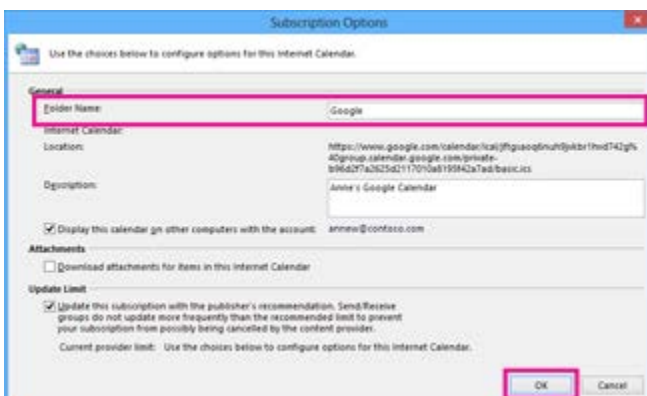 Subscription Options
Use the choices below to configure options for this Internet Calendar.
General
Folder Name: Google
Internet Calendar:
Location: https://www.google.com/calendar/ical/
40group.calendar.google.com/private-
Description: Anne's Google Calendar
Display this calendar on other computers with the account: annew@contoso.com
Attachments
Download attachments for items in this Internet Calendar
Update Limit
Update this subscription with the publisher's recommendation. Send/Receive
groups do not update more frequently than the recommended limit to prevent
your subscription from possibly being cancelled by the content provider.
Current provider limit: Use the choices below to configure options for this Internet Calendar.
OK Cancel